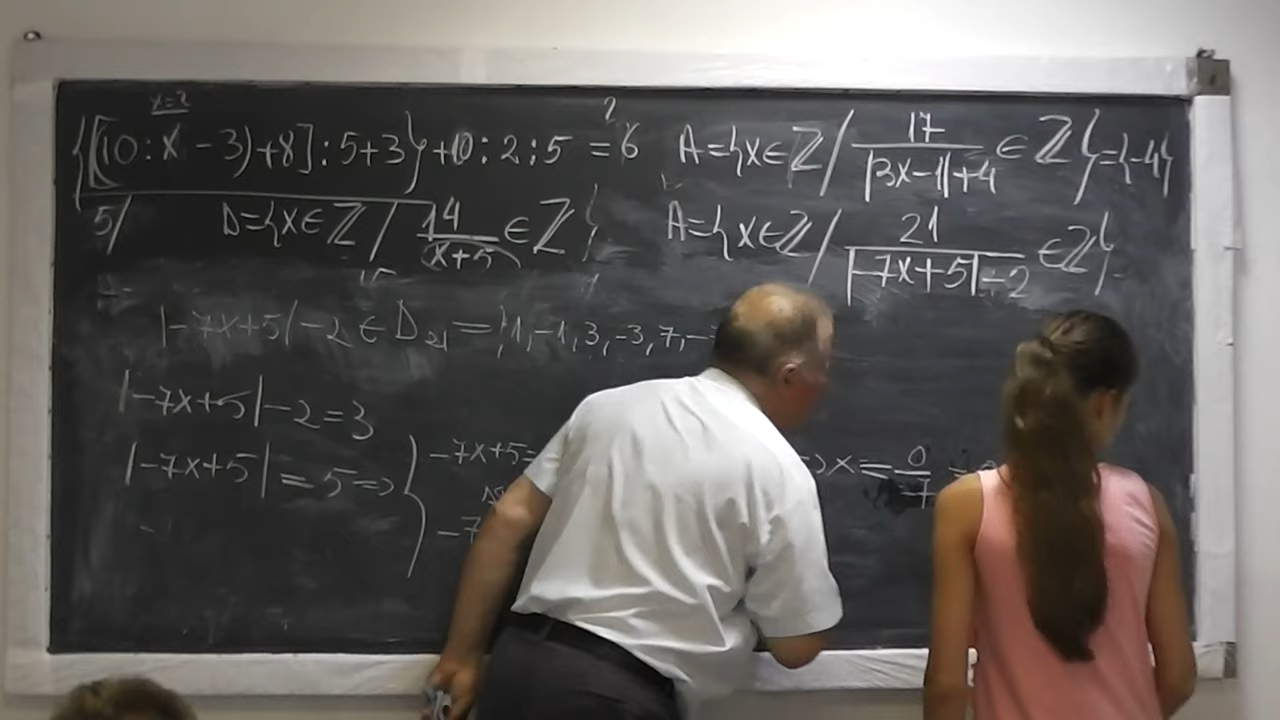 x=?
{[(10:x-3)+8]:5+3}+10:2:5 ?=6
A={x∈ℤ/ 17/(|3x-1|+4) ∈ℤ}={-4}
5/ D={x∈ℤ/ 14/(x+5) ∈ℤ}
A={x∈ℤ/ 21/(|-7x+5|-2) ∈ℤ}
|-7x+5|-2∈D21={1,-1,3,-3,7,-
|-7x+5|-2=3
|-7x+5|=5=>{ -7x+5=
=>x=0/7=
-7